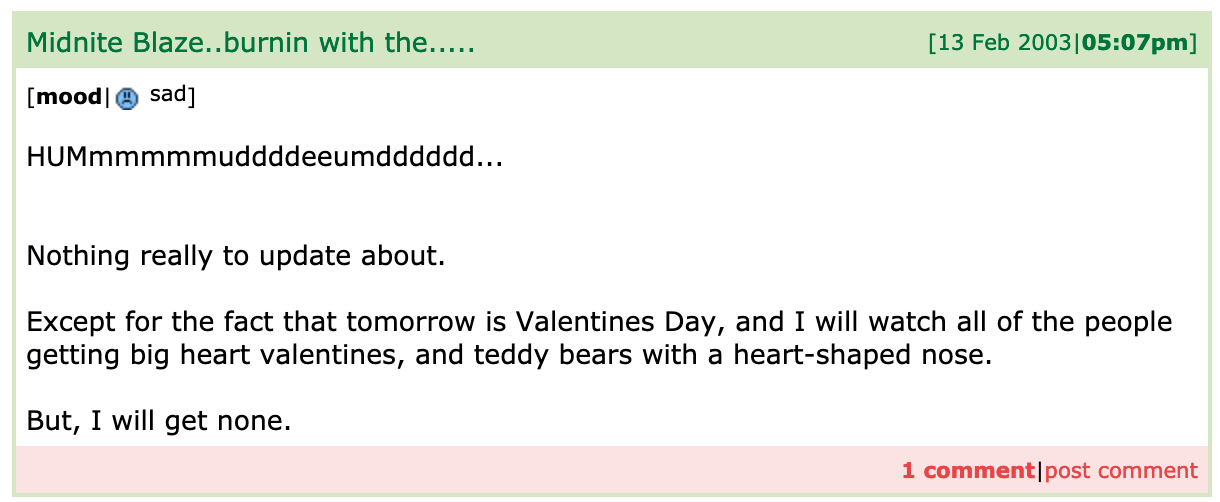 Midnite Blaze..burnin with the.....
[13 Feb 2003|05:07pm]
[mood| sad]
HUMmmmmmuddddeeumdddddd...
Nothing really to update about.
Except for the fact that tomorrow is Valentines Day, and I will watch all of the people
getting big heart valentines, and teddy bears with a heart-shaped nose.
But, I will get none.
1 comment|post comment